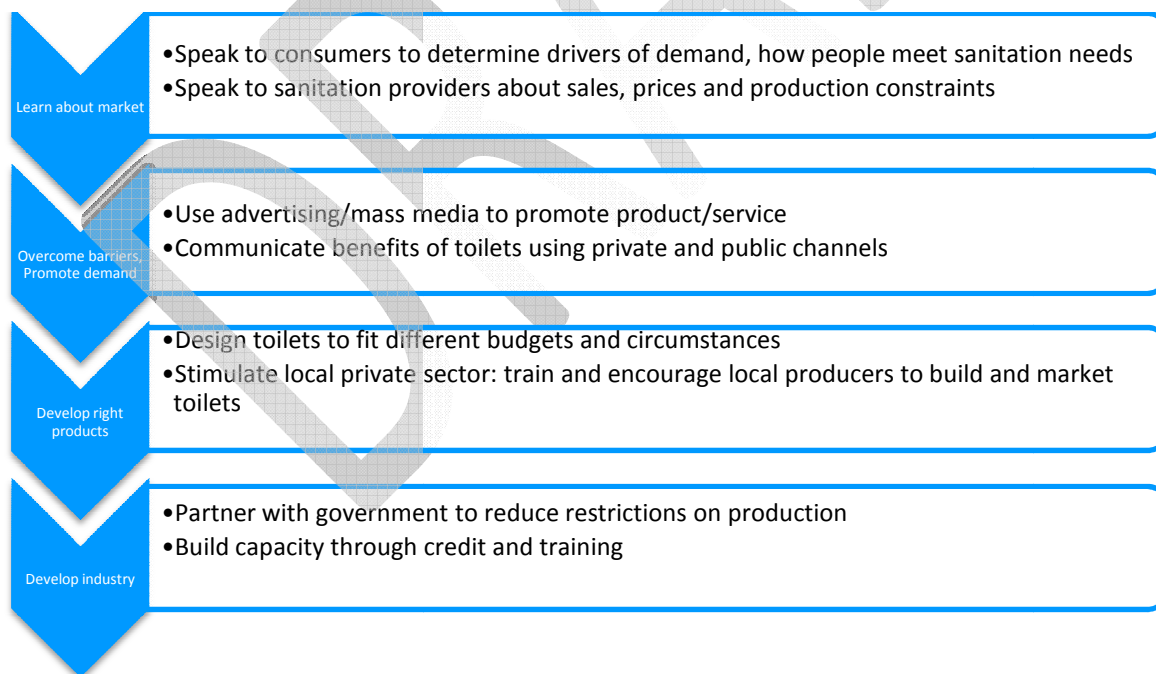 Learn about market
•Speak to consumers to determine drivers of demand, how people meet sanitation needs
•Speak to sanitation providers about sales, prices and production constraints
Overcome barriers,
Promote demand
•Use advertising/mass media to promote product/service
•Communicate benefits of toilets using private and public channels
Develop right
products
•Design toilets to fit different budgets and circumstances
•Stimulate local private sector: train and encourage local producers to build and market
toilets
Develop industry
•Partner with government to reduce restrictions on production
•Build capacity through credit and training